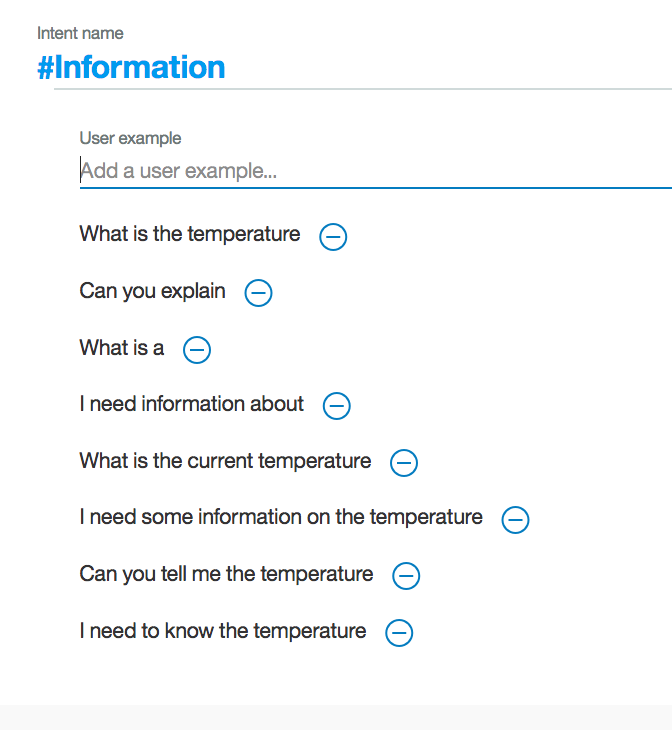 Intent name
#Information
User example
Add a user example...
What is the temperature
Can you explain
What is a
I need information about
What is the current temperature
I need some information on the temperature
Can you tell me the temperature
I need to know the temperature